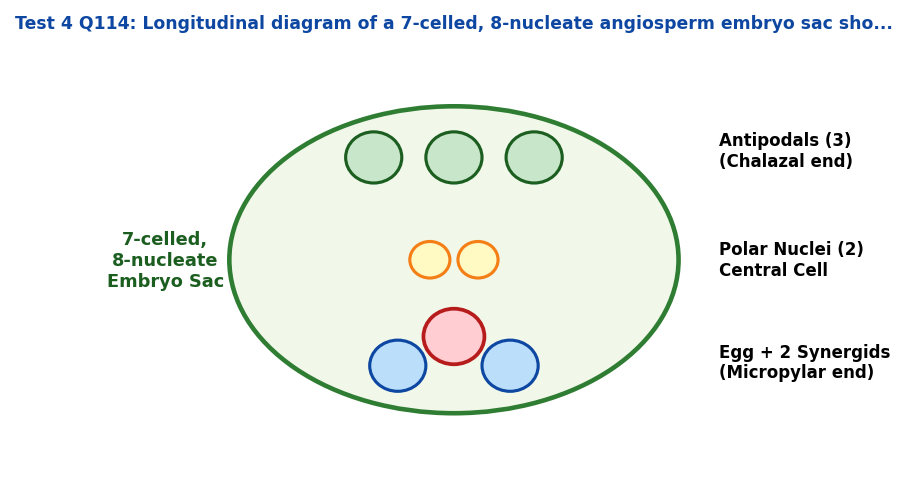 Test 4 Q114: Longitudinal diagram of a 7-celled, 8-nucleate angiosperm embryo sac sho...
Antipodals (3)
(Chalazal end)
7-celled,
8-nucleate
Embryo Sac
Polar Nuclei (2)
Central Cell
Egg + 2 Synergids
(Micropylar end)